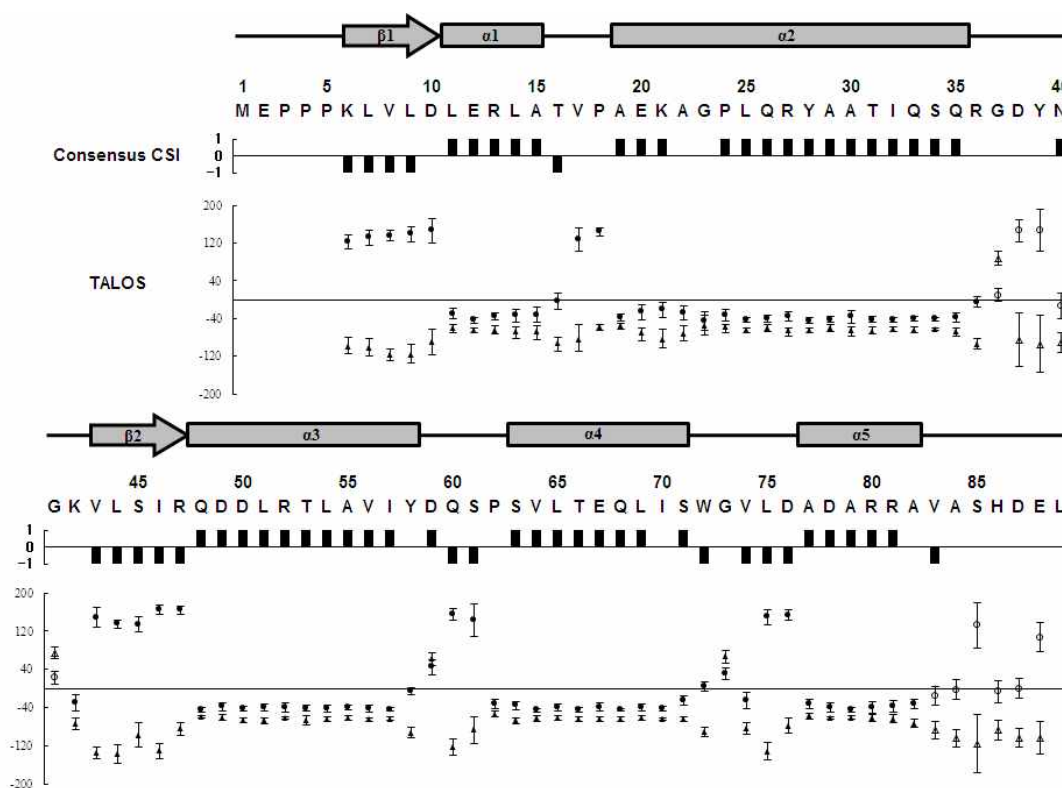 β1 α1 α2
1 5 10 15 20 25 30 35 40
M E P P P K L V L D L E R L A T V P A E K A G P L Q R Y A A T I Q S Q R G D Y N
Consensus CSI
1
0
-1
TALOS
200
120
40
-40
-120
-200
β2 α3 α4 α5
45 50 55 60 65 70 75 80 85
G K V L S I R Q D D L R T L A V I Y D Q S P S V L T E Q L I S W G V L D A D A R R A V A S H D E L
1
0
-1
200
120
40
-40
-120
-200